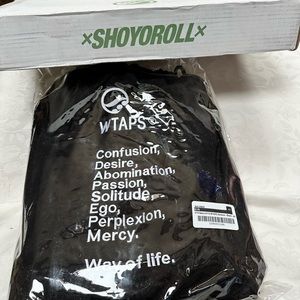 ×SHOYOROLL×
WTAPS
Confusion,
Desire,
Abomination,
Passion,
Solitude,
Ego,
Perplexion,
Mercy.
Way of life.